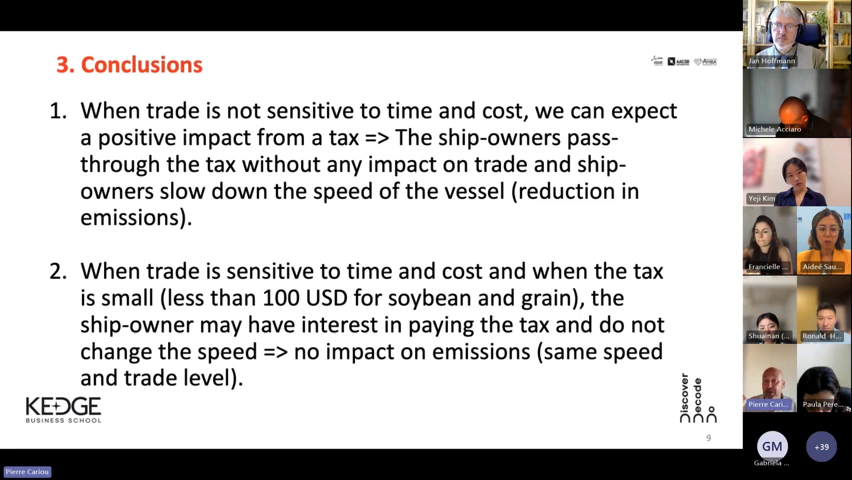 3. Conclusions
AACSB
AMBA
1. When trade is not sensitive to time and cost, we can expect
a positive impact from a tax => The ship-owners pass-
through the tax without any impact on trade and ship-
owners slow down the speed of the vessel (reduction in
emissions).
2. When trade is sensitive to time and cost and when the tax
is small (less than 100 USD for soybean and grain), the
ship-owner may have interest in paying the tax and do not
change the speed => no impact on emissions (same speed
and trade level).
KEDGE
BUSINESS SCHOOL
Discover
Decode
Do
9
Pierre Cariou
Jan Hoffmann
Michele Acciaro
Yeji Kim
Francielle ...
Aideé Sau...
Shuainan (...
Ronald H...
Pierre Cari...
Paula Pere...
GM
Gabriela ...
+39